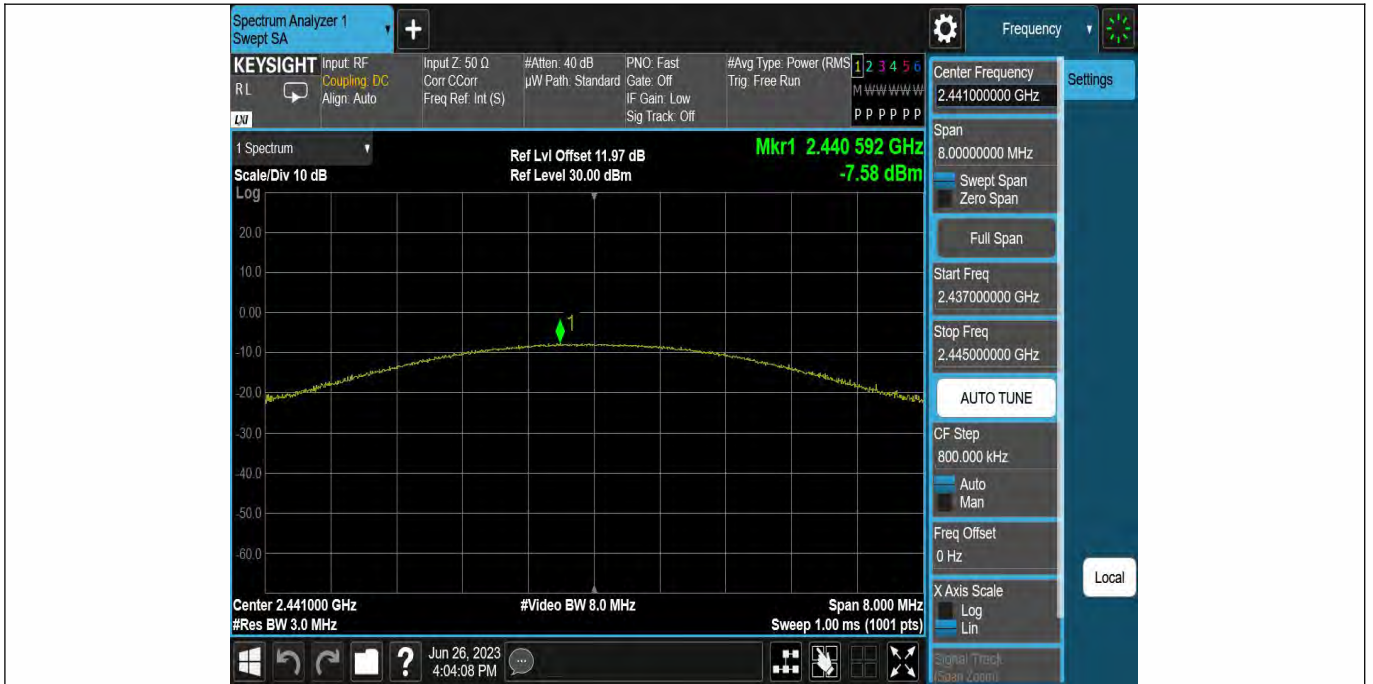 Spectrum Analyzer 1
Swept SA
+
Frequency
KEYSIGHT
R L
LXI
Input: RF
Coupling: DC
Align: Auto
Input Z: 50 Ω
Corr CCorr
Freq Ref: Int (S)
#Atten: 40 dB
µW Path: Standard
PNO: Fast
Gate: Off
IF Gain: Low
Sig Track: Off
#Avg Type: Power (RMS
Trig: Free Run
1 2 3 4 5 6
M W W W W W
P P P P P P
1 Spectrum
Scale/Div 10 dB
Ref Lvl Offset 11.97 dB
Ref Level 30.00 dBm
Mkr1 2.440 592 GHz
-7.58 dBm
Log
20.0
10.0
0.00
-10.0
-20.0
-30.0
-40.0
-50.0
-60.0
1
Center 2.441000 GHz
#Res BW 3.0 MHz
#Video BW 8.0 MHz
Span 8.000 MHz
Sweep 1.00 ms (1001 pts)
?
Jun 26, 2023
4:04:08 PM
Center Frequency
2.441000000 GHz
Settings
Span
8.00000000 MHz
Swept Span
Zero Span
Full Span
Start Freq
2.437000000 GHz
Stop Freq
2.445000000 GHz
AUTO TUNE
CF Step
800.000 kHz
Auto
Man
Freq Offset
0 Hz
X Axis Scale
Log
Lin
Local
Signal Track
(Span Zoom)